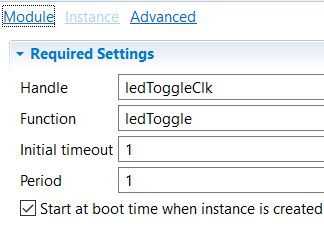 Module Instance Advanced
Required Settings
Handle ledToggleClk
Function ledToggle
Initial timeout 1
Period 1
Start at boot time when instance is created